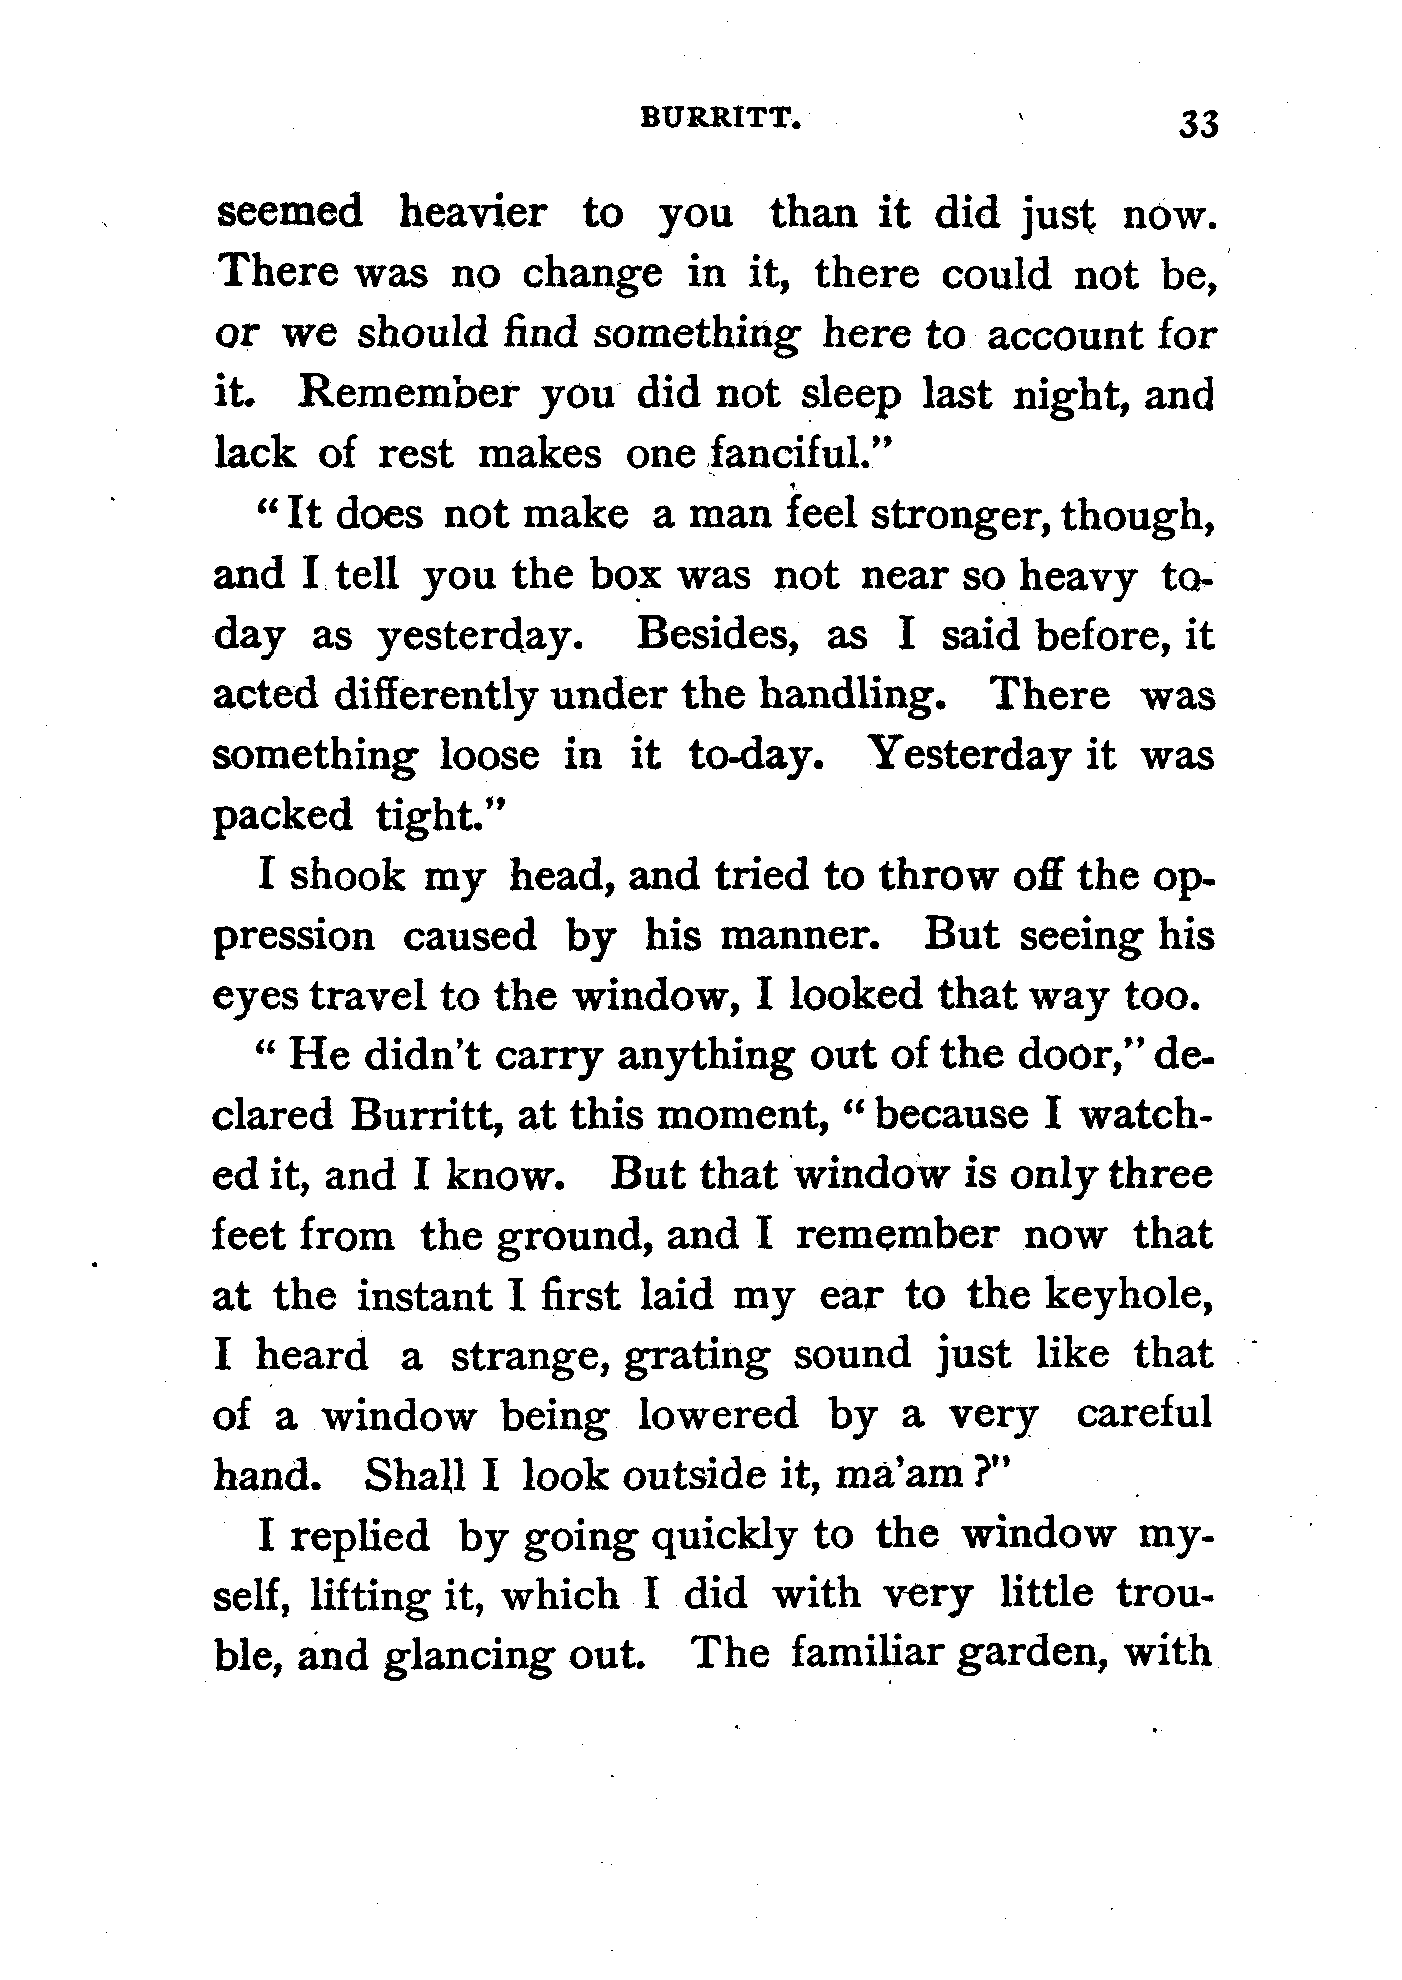 BURRITT. 33
seemed heavier to you than it did just now.
There was no change in it, there could not be,
or we should find something here to account for
it. Remember you did not sleep last night, and
lack of rest makes one fanciful."
"It does not make a man feel stronger, though,
and I tell you the box was not near so heavy to-
day as yesterday. Besides, as I said before, it
acted differently under the handling. There was
something loose in it to-day. Yesterday it was
packed tight."
I shook my head, and tried to throw off the op-
pression caused by his manner. But seeing his
eyes travel to the window, I looked that way too.
"He didn't carry anything out of the door," de-
clared Burritt, at this moment, "because I watch-
ed it, and I know. But that window is only three
feet from the ground, and I remember now that
at the instant I first laid my ear to the keyhole,
I heard a strange, grating sound just like that
of a window being lowered by a very careful
hand. Shall I look outside it, ma'am?"
I replied by going quickly to the window my-
self, lifting it, which I did with very little trou-
ble, and glancing out. The familiar garden, with